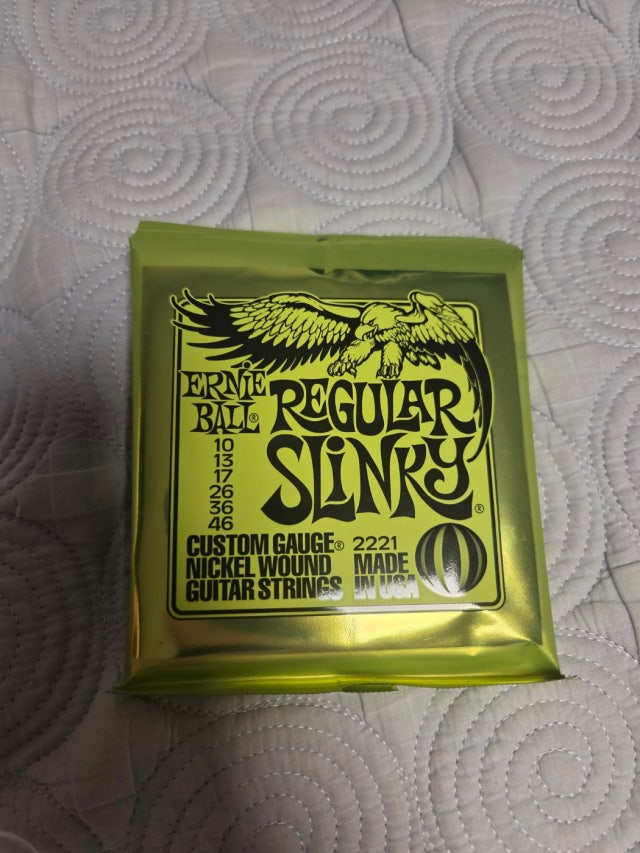 ERNIE
BALL®
REGULAR
SLINKY®
10
13
17
26
36
46
CUSTOM GAUGE®
NICKEL WOUND
GUITAR STRINGS
2221
MADE
IN USA